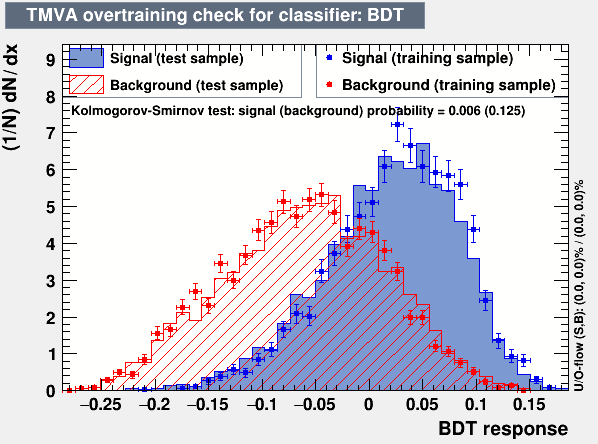 TMVA overtraining check for classifier: BDT
(1/N) dN/dx
Signal (test sample)
Background (test sample)
Signal (training sample)
Background (training sample)
Kolmogorov-Smirnov test: signal (background) probability = 0.006 (0.125)
9
8
7
6
5
4
3
2
1
0
−0.25 −0.2 −0.15 −0.1 −0.05 0 0.05 0.1 0.15
BDT response
U/O-flow (S,B): (0.0, 0.0)% / (0.0, 0.0)%